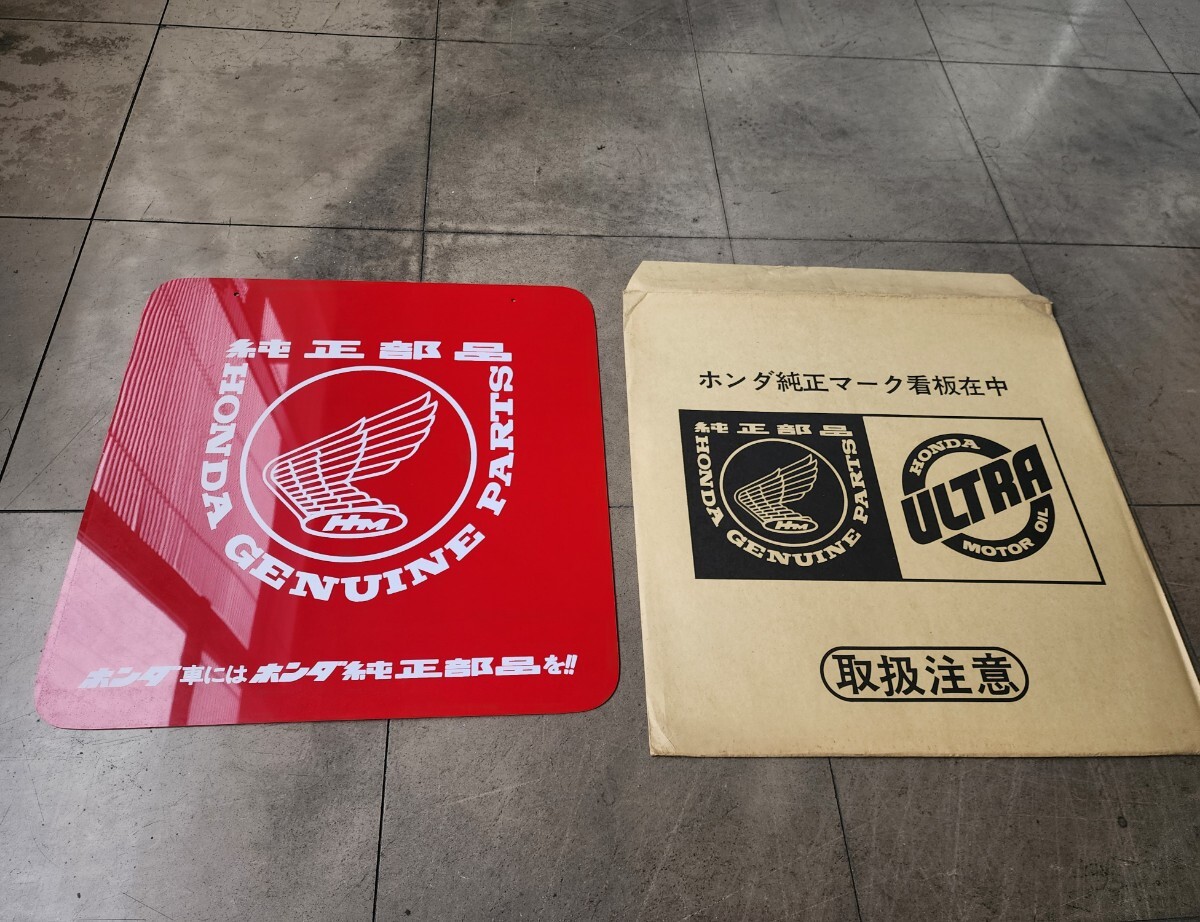 純正部品
HONDA GENUINE PARTS
HM
ホンダ車にはホンダ純正部品を!!
ホンダ純正マーク看板在中
純正部品
HONDA GENUINE PARTS
HM
HONDA
ULTRA
MOTOR OIL
取扱注意